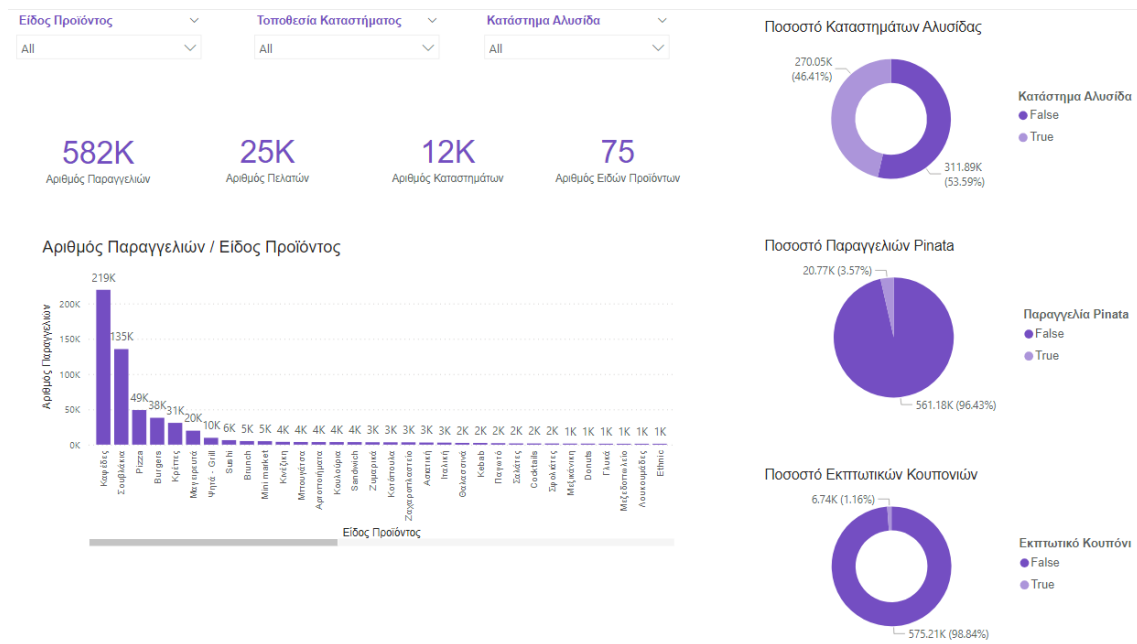 Είδος Προϊόντος
All
Τοποθεσία Καταστήματος
All
Κατάστημα Αλυσίδα
All
582K
Αριθμός Παραγγελιών
25K
Αριθμός Πελατών
12K
Αριθμός Καταστημάτων
75
Αριθμός Ειδών Προϊόντων
Αριθμός Παραγγελιών / Είδος Προϊόντος
Αριθμός Παραγγελιών
200K
150K
100K
50K
0K
219K
135K
49K
38K
31K
20K
10K
6K
5K
5K
4K
4K
4K
4K
4K
3K
3K
3K
3K
3K
2K
2K
2K
2K
2K
2K
1K
1K
1K
1K
1K
1K
Καφέδες
Σουβλάκια
Pizza
Burgers
Κρέπες
Μαγειρευτά
Ψητά - Grill
Sushi
Brunch
Mini market
Κινέζικη
Μπουγάτσα
Αρτοποιήματα
Κουλούρια
Sandwich
Ζυμαρικά
Κοτόπουλα
Ζαχαροπλαστείο
Ασιατική
Ιταλική
Θαλασσινά
Kebab
Παγωτό
Σαλάτες
Cocktails
Σφολιάτες
Μεξικάνικη
Donuts
Γλυκά
Μεζεδοπωλείο
Λουκουμάδες
Ethnic
Είδος Προϊόντος
Ποσοστό Καταστημάτων Αλυσίδας
270.05K
(46.41%)
311.89K
(53.59%)
Κατάστημα Αλυσίδα
False
True
Ποσοστό Παραγγελιών Pinata
20.77K (3.57%)
561.18K (96.43%)
Παραγγελία Pinata
False
True
Ποσοστό Εκπτωτικών Κουπονιών
6.74K (1.16%)
575.21K (98.84%)
Εκπτωτικό Κουπόνι
False
True